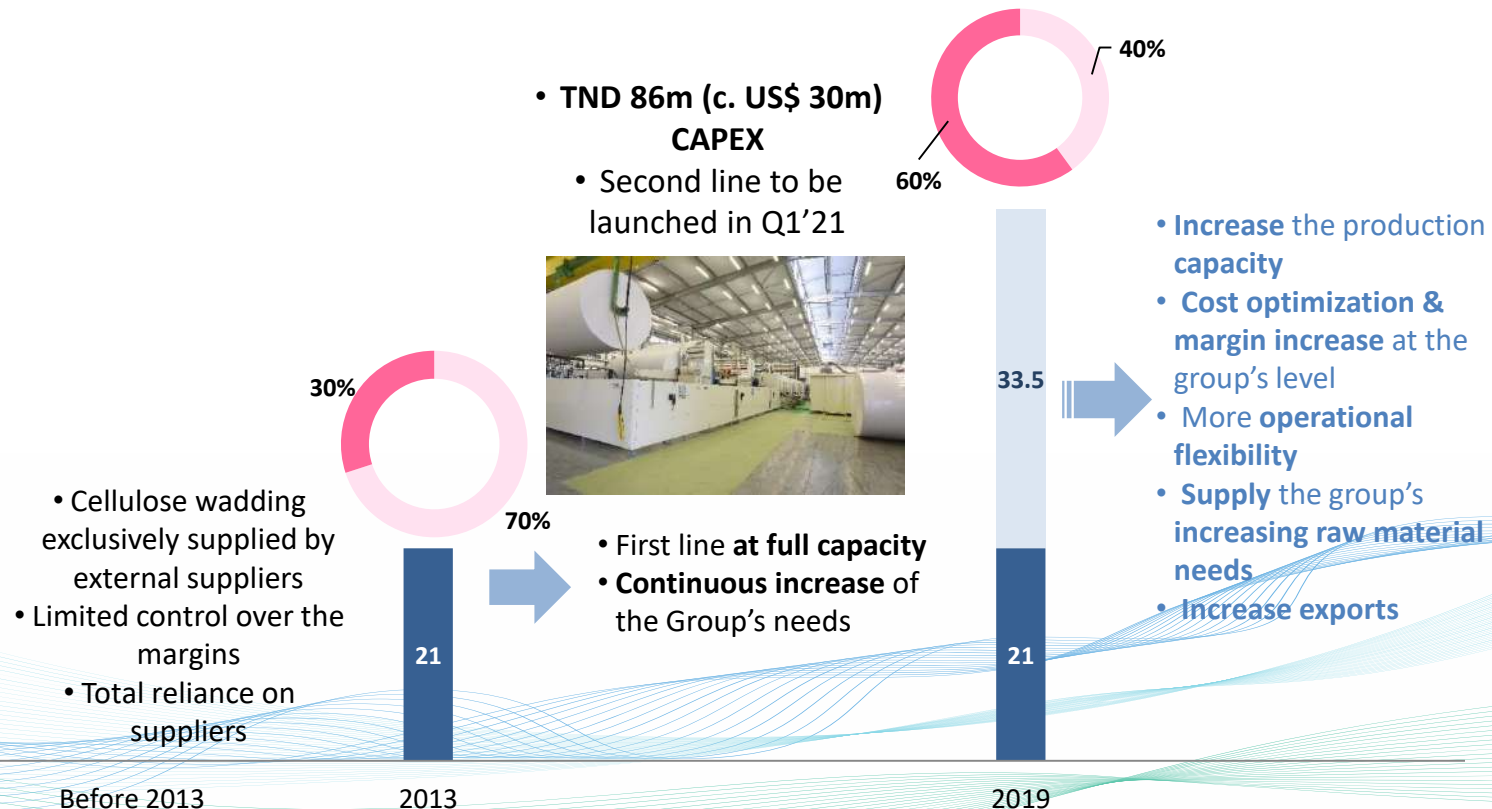 40%
• TND 86m (c. US$ 30m)
CAPEX
• Second line to be
launched in Q1’21
60%
• Increase the production
capacity
• Cost optimization &
margin increase at the
group’s level
• More operational
flexibility
• Supply the group’s
increasing raw material
needs
• Increase exports
33.5
30%
70%
• Cellulose wadding
exclusively supplied by
external suppliers
• Limited control over the
margins
• Total reliance on
suppliers
• First line at full capacity
• Continuous increase of
the Group’s needs
21
21
Before 2013
2013
2019